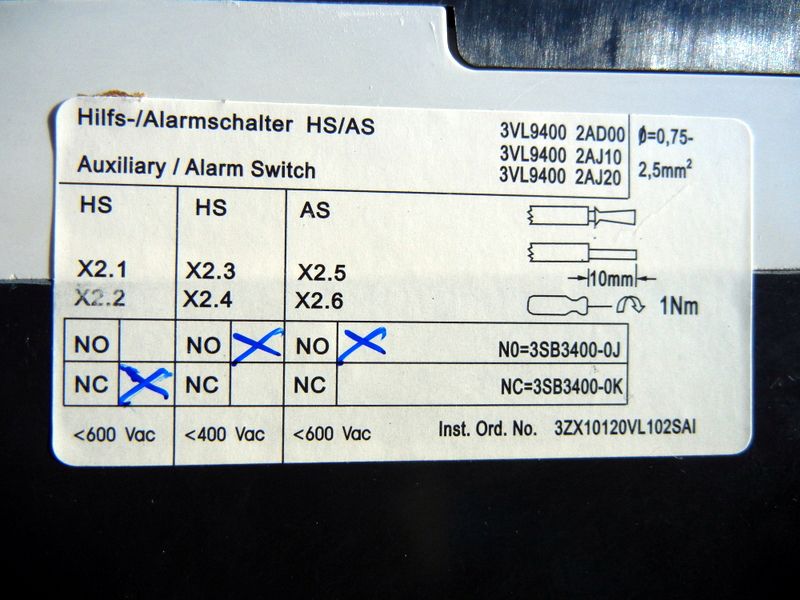 Hilfs-/Alarmschalter HS/AS
Auxiliary / Alarm Switch
3VL9400 2AD00
3VL9400 2AJ10
3VL9400 2AJ20
Ø=0,75-
2,5mm²
HS HS AS
X2.1 X2.3 X2.5
X2.2 X2.4 X2.6
10mm
1Nm
NO NO NO N0=3SB3400-0J
NC NC NC NC=3SB3400-0K
<600 Vac <400 Vac <600 Vac Inst. Ord. No. 3ZX10120VL102SAI